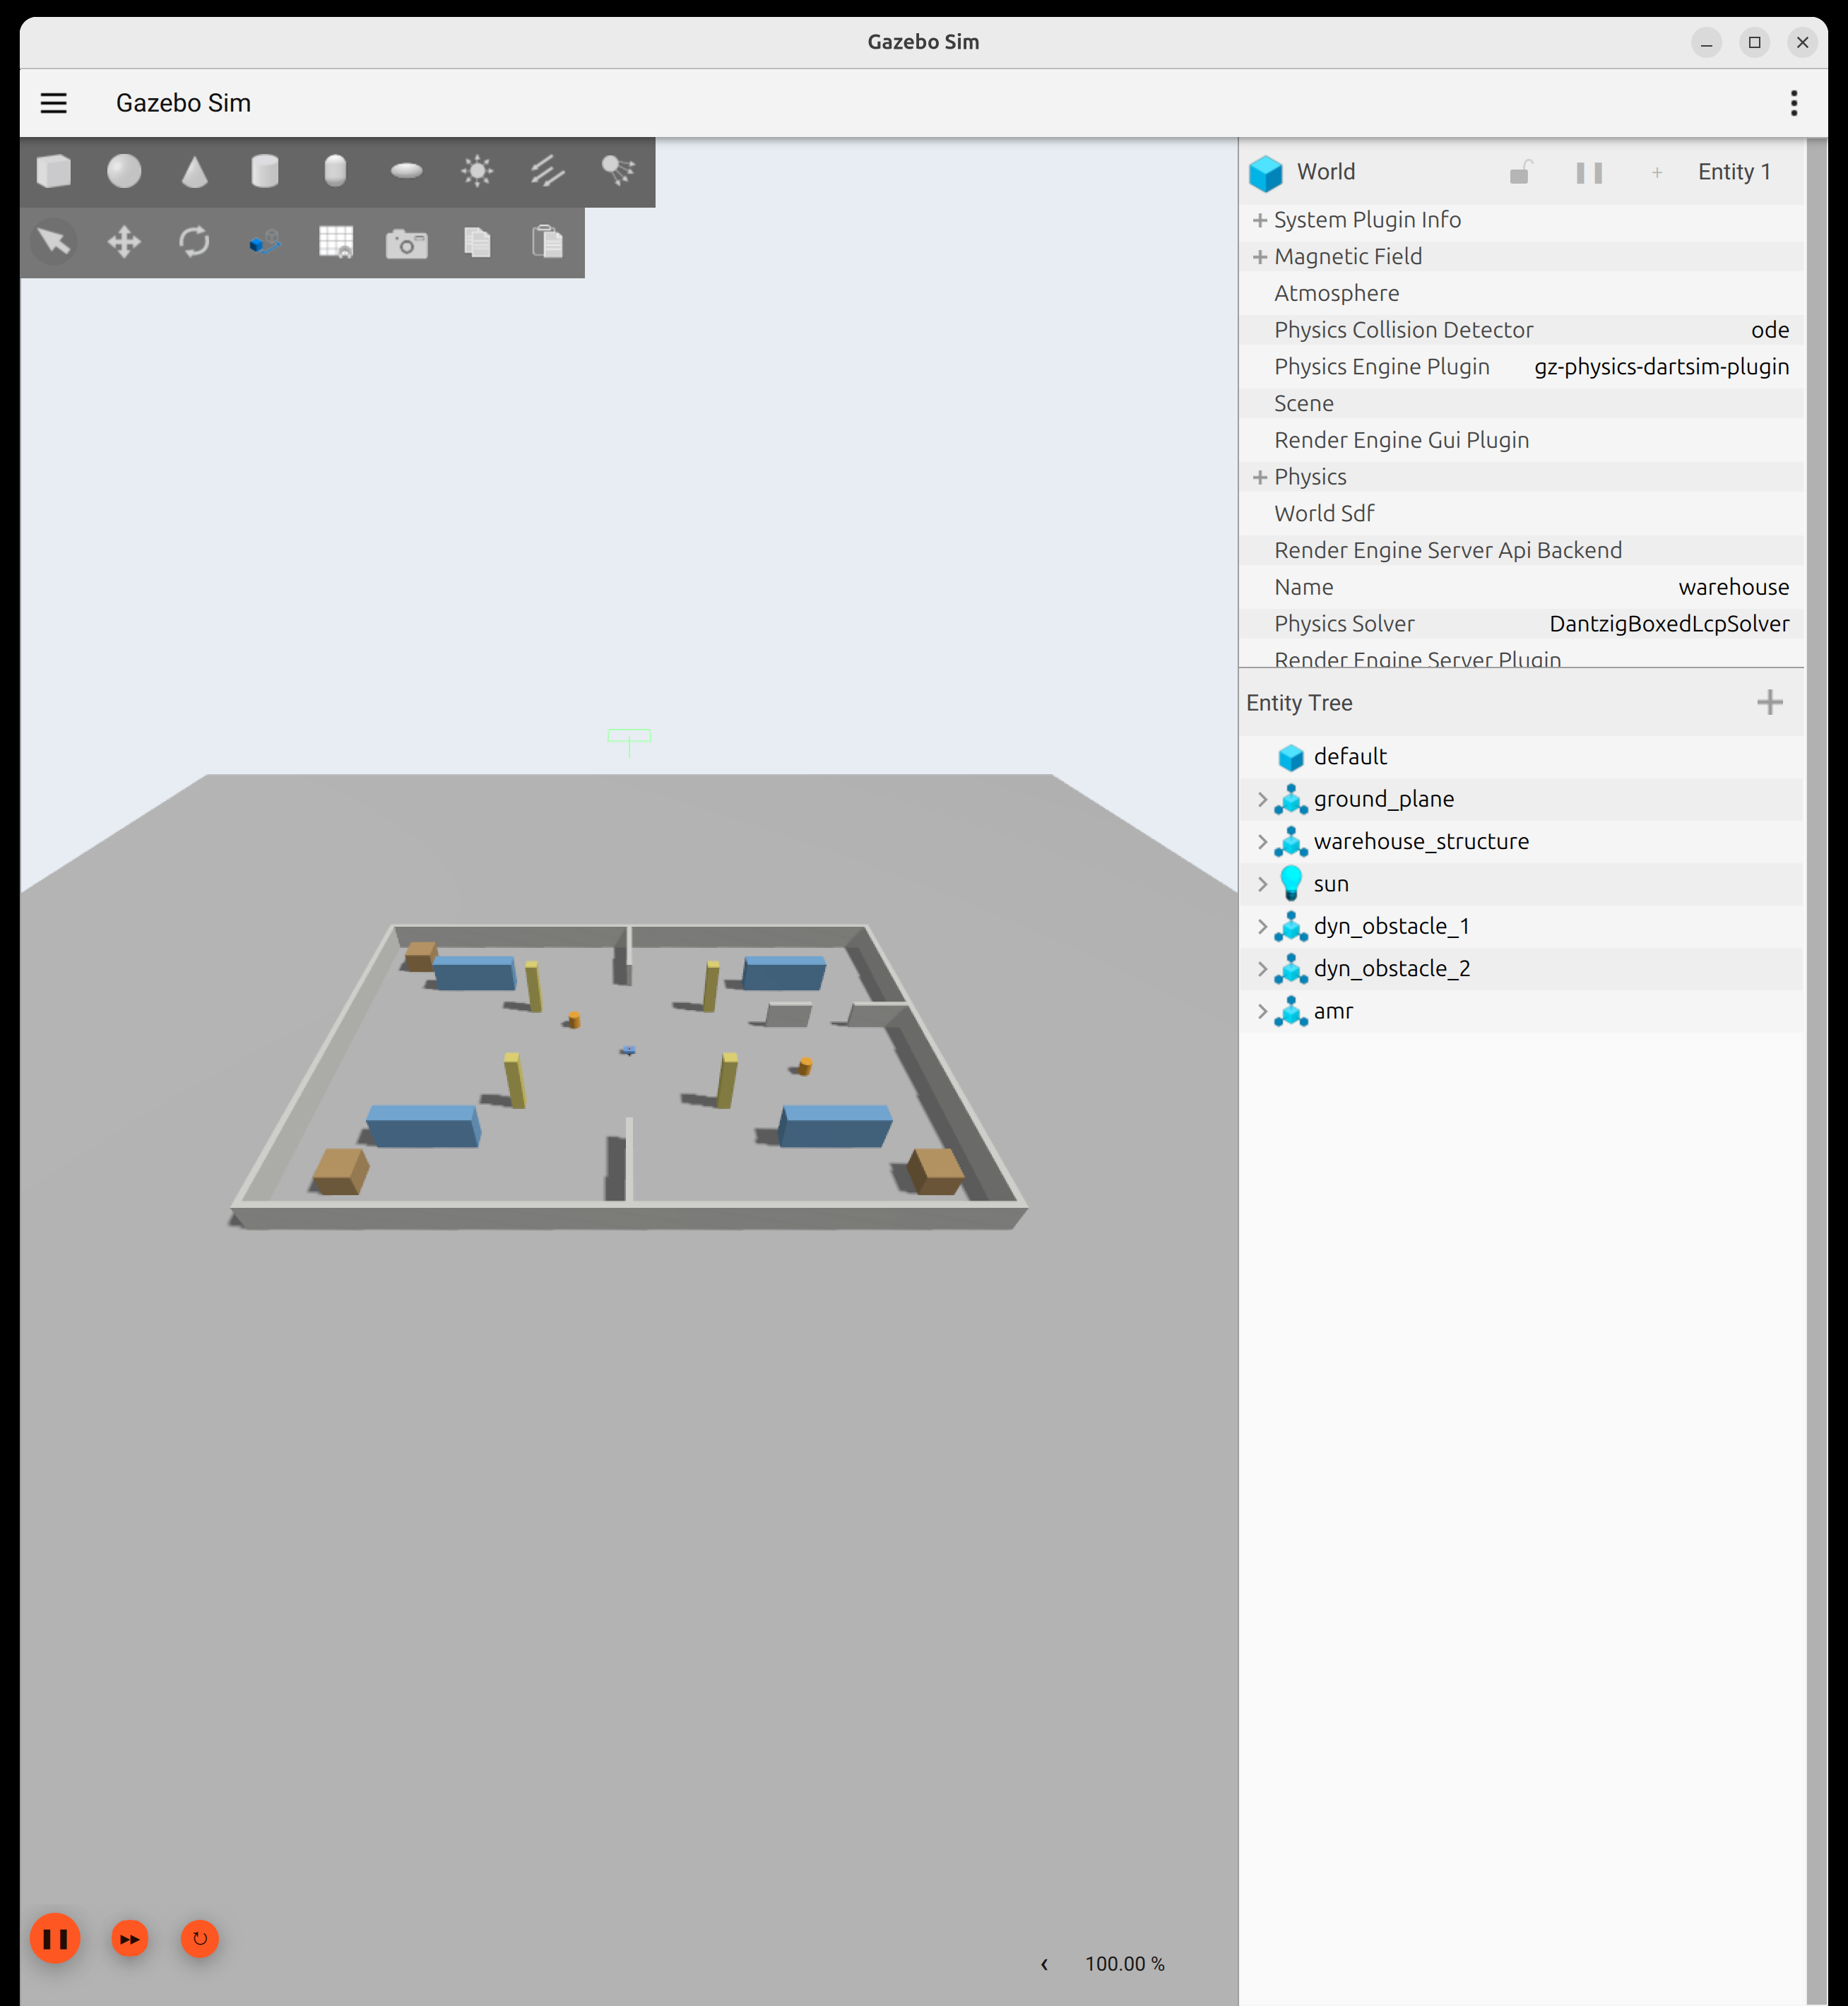 Gazebo Sim
Gazebo Sim
World Entity 1
System Plugin Info
Magnetic Field
Atmosphere
Physics Collision Detector ode
Physics Engine Plugin gz-physics-dartsim-plugin
Scene
Render Engine Gui Plugin
Physics
World Sdf
Render Engine Server Api Backend
Name warehouse
Physics Solver DantzigBoxedLcpSolver
Render Engine Server Plugin
Entity Tree
default
ground_plane
warehouse_structure
sun
dyn_obstacle_1
dyn_obstacle_2
amr
100.00 %